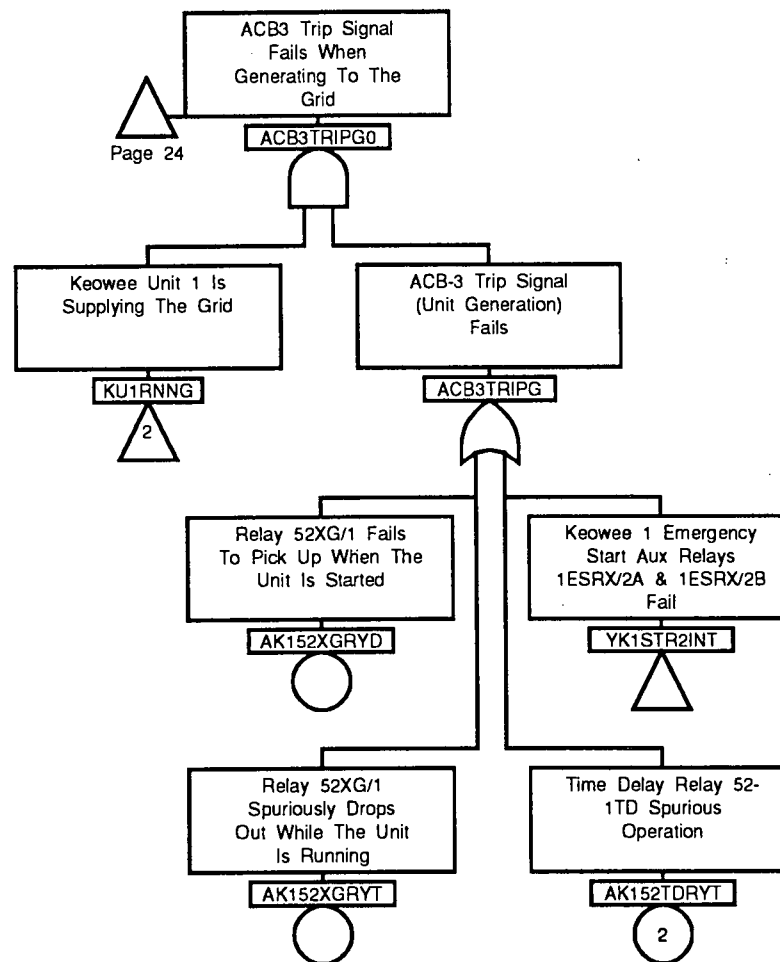 ACB3 Trip Signal
Fails When
Generating To The
Grid
Page 24
ACB3TRIPG0
Keowee Unit 1 Is
Supplying The Grid
KU1RNNG
2
ACB-3 Trip Signal
(Unit Generation)
Fails
ACB3TRIPG
Relay 52XG/1 Fails
To Pick Up When The
Unit Is Started
AK152XGRYD
Keowee 1 Emergency
Start Aux Relays
1ESRX/2A & 1ESRX/2B
Fail
YK1STR2INT
Relay 52XG/1
Spuriously Drops
Out While The Unit
Is Running
AK152XGRYT
Time Delay Relay 52-
1TD Spurious
Operation
AK152TDRYT
2